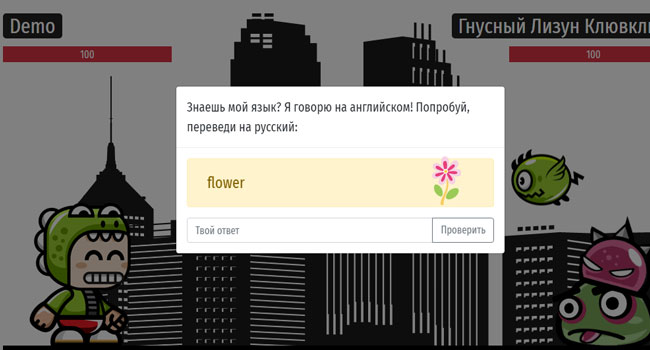 Demo
Гнусный Лизун
100
100
Знаешь мой язык? Я говорю на английском! Попробуй,
переведи на русский:
flower
Твой ответ
Проверить